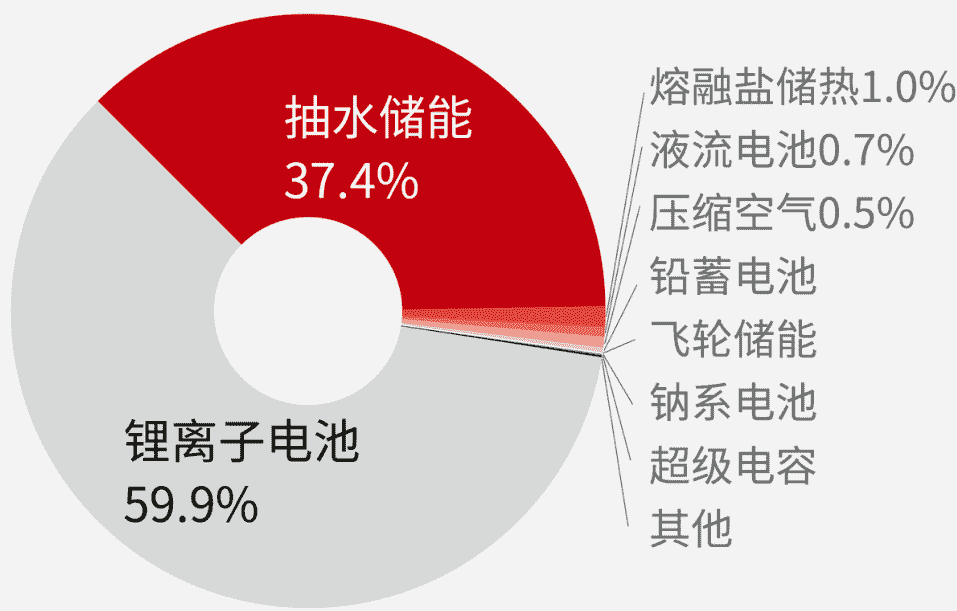 抽水储能
37.4%
锂离子电池
59.9%
熔融盐储热1.0%
液流电池0.7%
压缩空气0.5%
铅蓄电池
飞轮储能
钠系电池
超级电容
其他